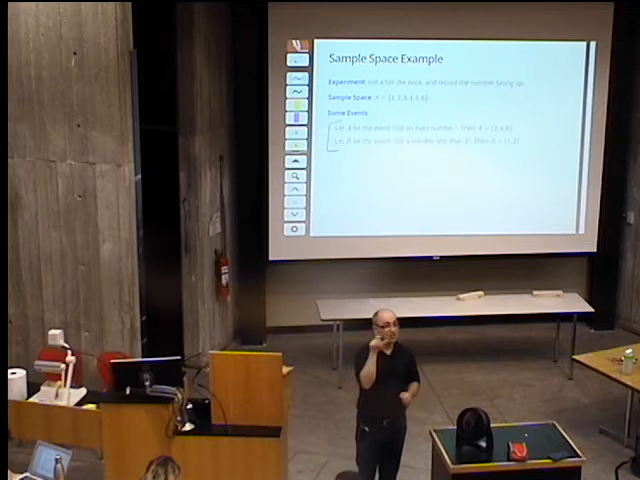 Sample Space Example
Experiment: roll a fair die once, and record the number facing up.
Sample Space: = {1, 2, 3, 4, 5, 6}
Some Events:
Let A be the event "roll an even number". Then A = {2, 4, 6}.
Let B be the event "roll a number less than 3". Then B = {1, 2}.